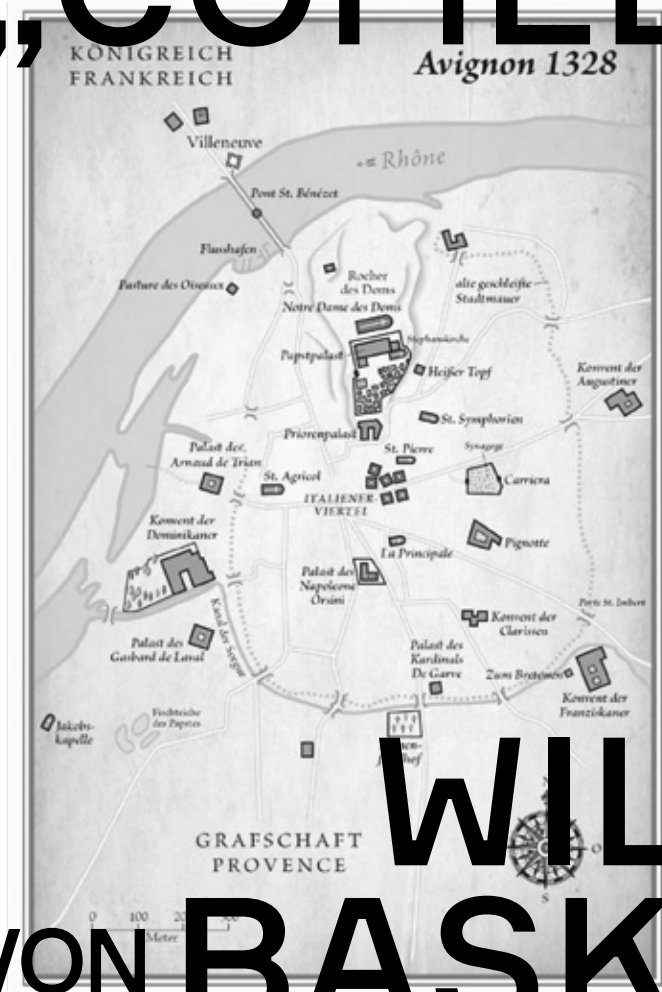 „COMED
KÖNIGREICH
FRANKREICH
Avignon 1328
Villeneuve
Rhône
Pont St. Bénézet
Flusshafen
Pasture des Oiseaux
Rocher
des Doms
alte geschleifte
Stadtmauer
Notre Dame des Doms
Stephanskirche
Papstpalast
Heißer Topf
Konvent der
Augustiner
St. Symphorien
Priorenpalast
Palast des
Arnaud de Trian
St. Pierre
Synagoge
St. Agricol
Carriera
ITALIENER-
VIERTEL
Konvent der
Dominikaner
Pignotte
La Principale
Palast des
Napoleone
Orsini
Kanal der Sorgue
Porte St. Imbert
Konvent der
Clarissen
Palast des
Gasbard de Laval
Palast des
Kardinals
De Garve
Zum Bretonen
Konvent der
Franziskaner
Jakobs-
kapelle
Fischteiche
des Papstes
WIL
GRAFSCHAFT
PROVENCE
O
S
0 100
Meter
VON BASK